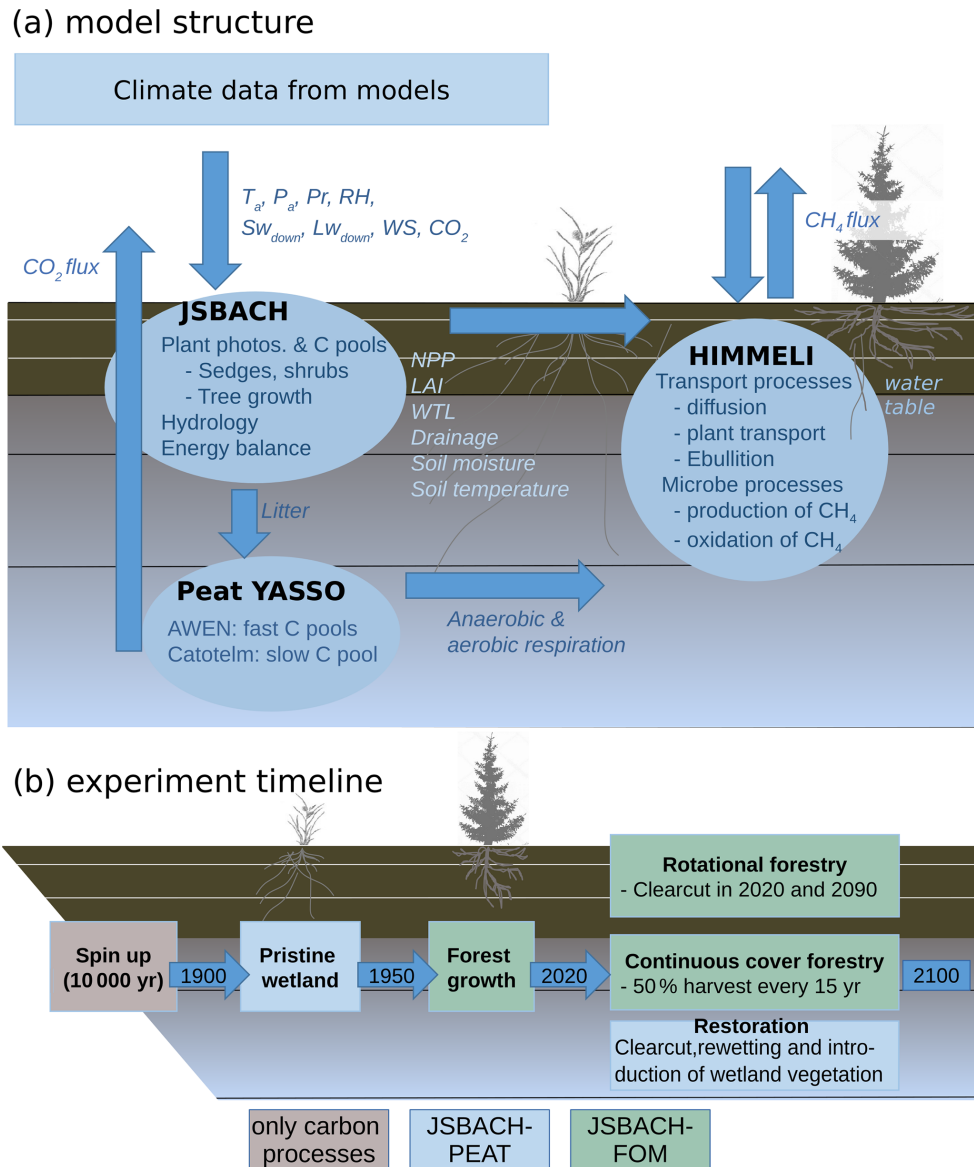 (a) model structure
Climate data from models
Tₐ, Pₐ, Pr, RH,
Sw_down, Lw_down, WS, CO₂
CO₂ flux
CH₄ flux
JSBACH
Plant photos. & C pools
- Sedges, shrubs
- Tree growth
Hydrology
Energy balance
NPP
LAI
WTL
Drainage
Soil moisture
Soil temperature
HIMMELI
Transport processes
- diffusion
- plant transport
- Ebullition
Microbe processes
- production of CH₄
- oxidation of CH₄
water
table
Litter
Peat YASSO
AWEN: fast C pools
Catotelm: slow C pool
Anaerobic &
aerobic respiration
(b) experiment timeline
Spin up
(10 000 yr)
1900
Pristine
wetland
1950
Forest
growth
2020
Rotational forestry
- Clearcut in 2020 and 2090
Continuous cover forestry
- 50 % harvest every 15 yr
Restoration
Clearcut,rewetting and intro-
duction of wetland vegetation
2100
only carbon
processes
JSBACH-
PEAT
JSBACH-
FOM